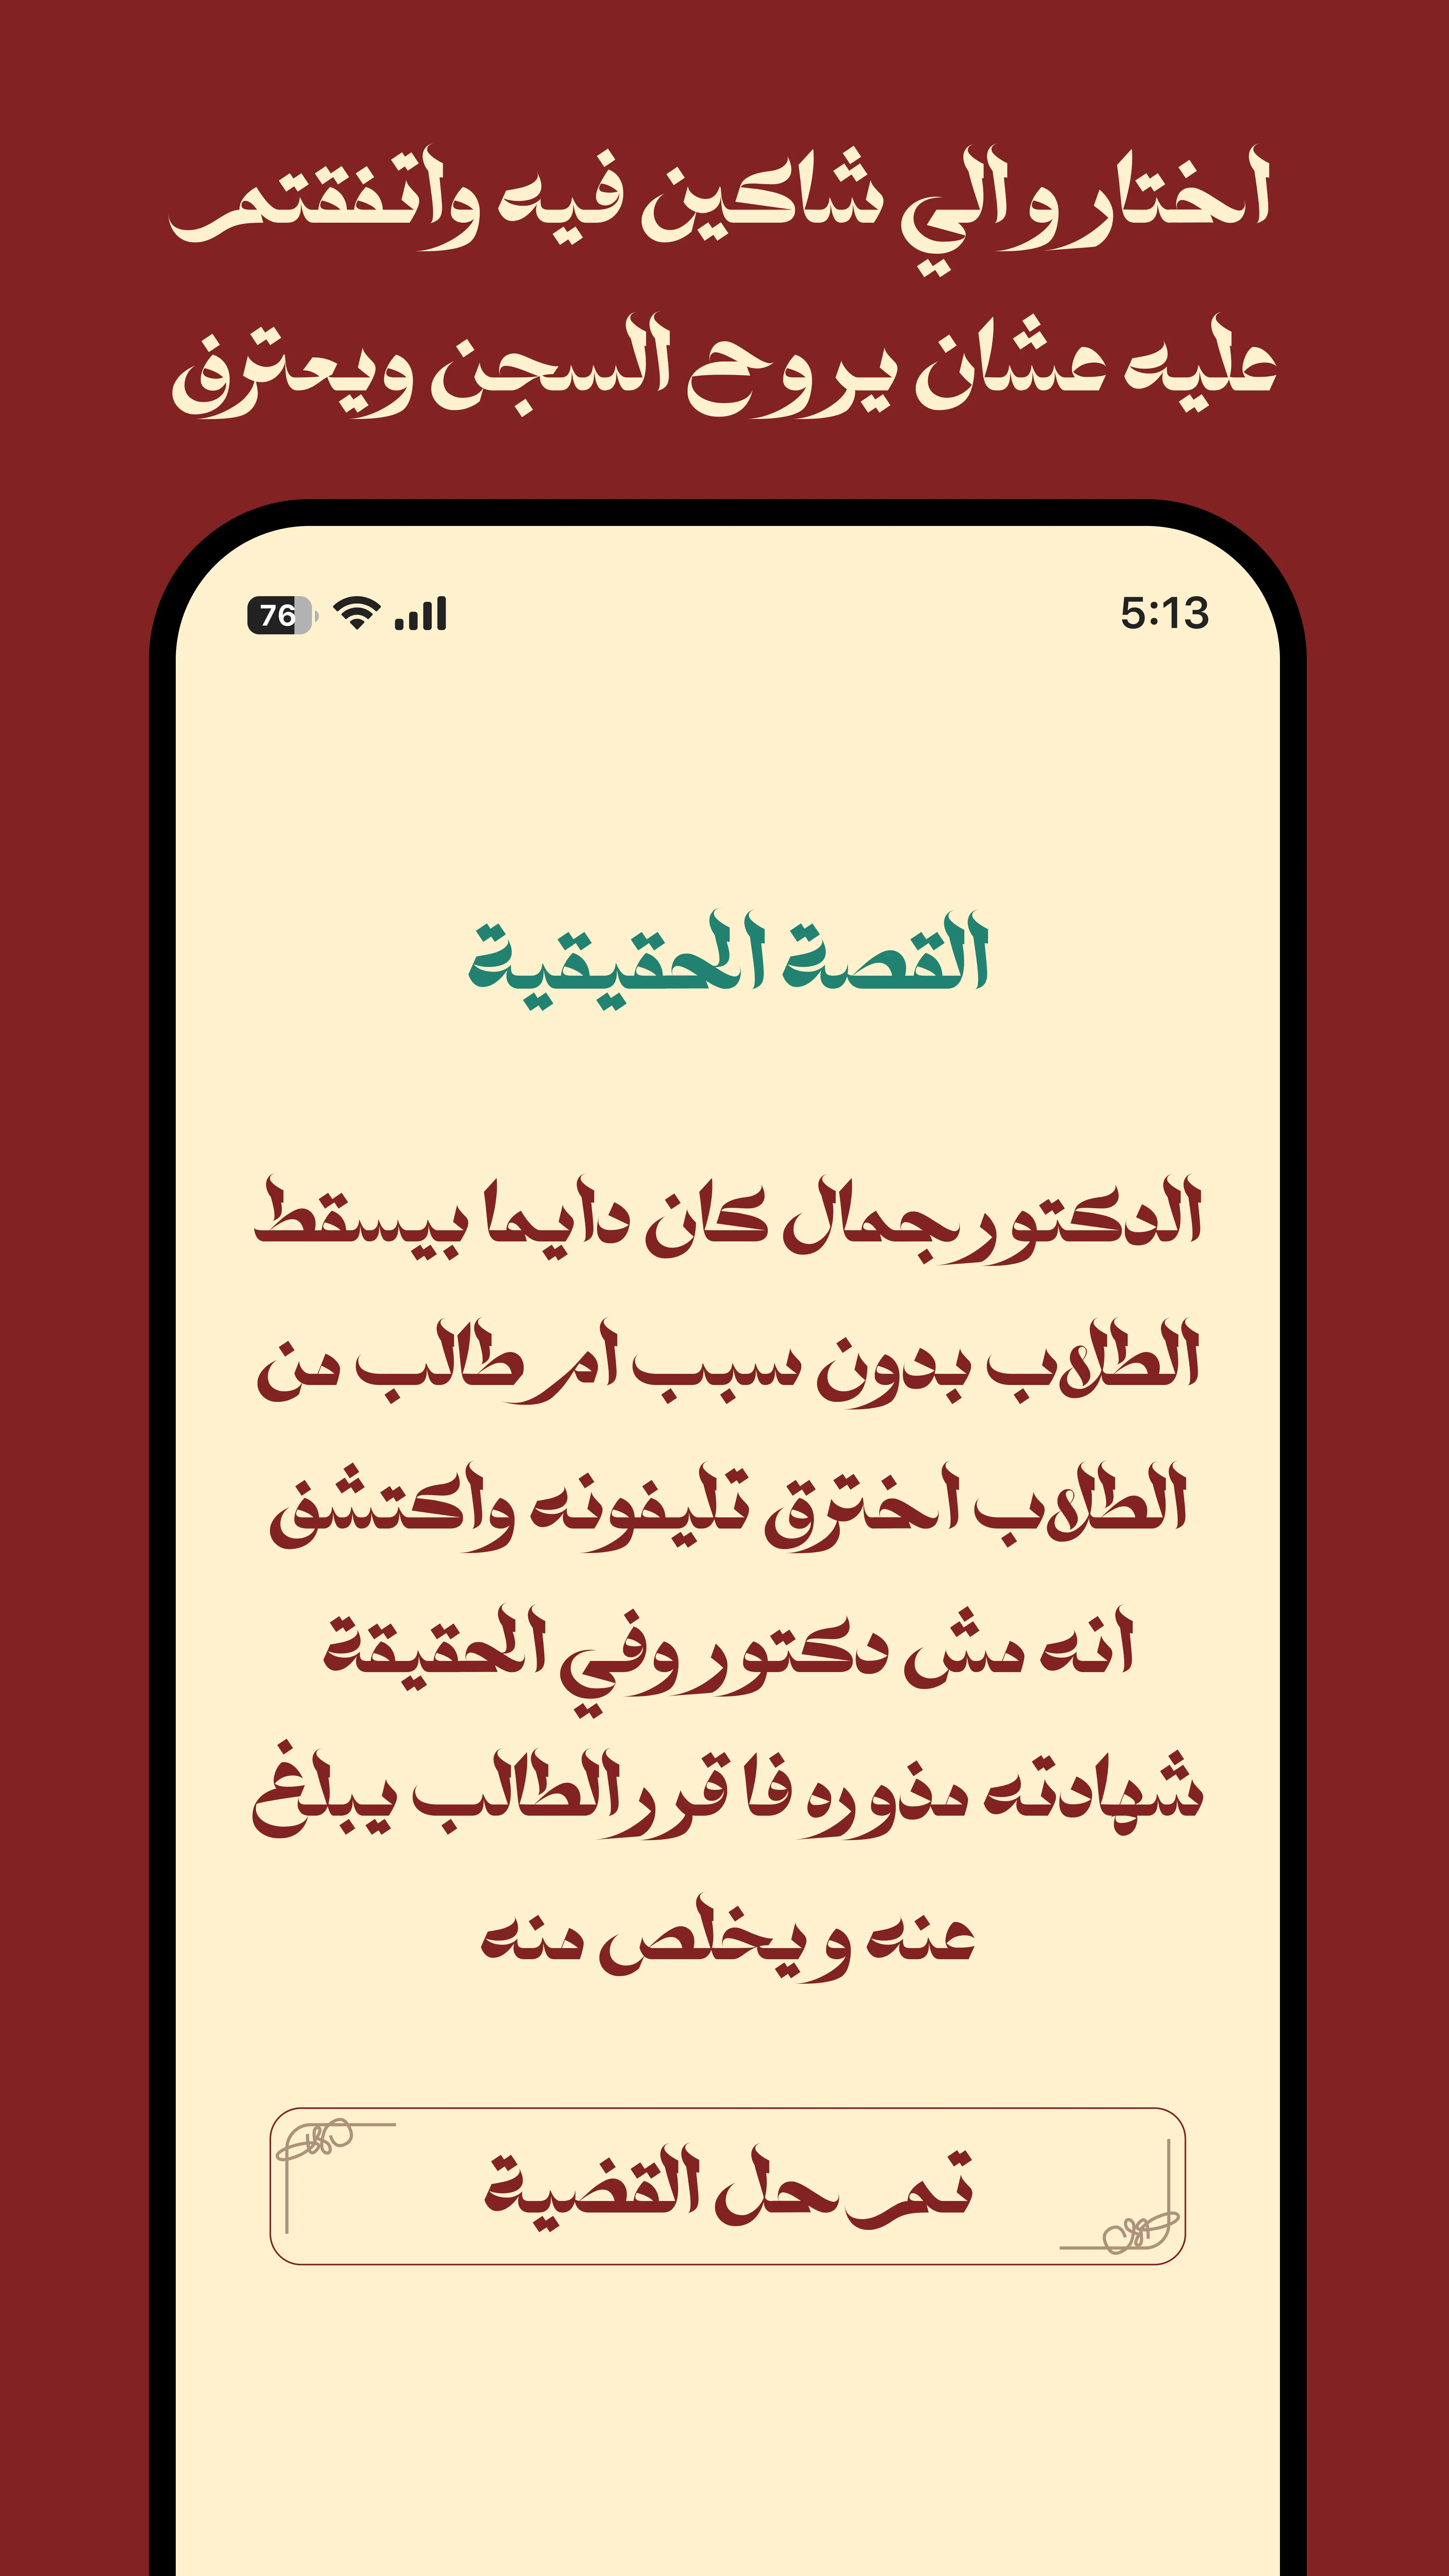 اختارو الي شاكين فيه واتفقتم
عليه عشان يروح السجن ويعترف
76
5:13
القصة الحقيقية
الدكتور جمال كان دايما بيسقط
الطلاب بدون سبب ام طالب من
الطلاب اخترق تليفونه واكتشف
انه مش دكتور وفي الحقيقة
شهادته مذوره فا قرر الطالب يبلغ
عنه ويخلص منه
تم حل القضية